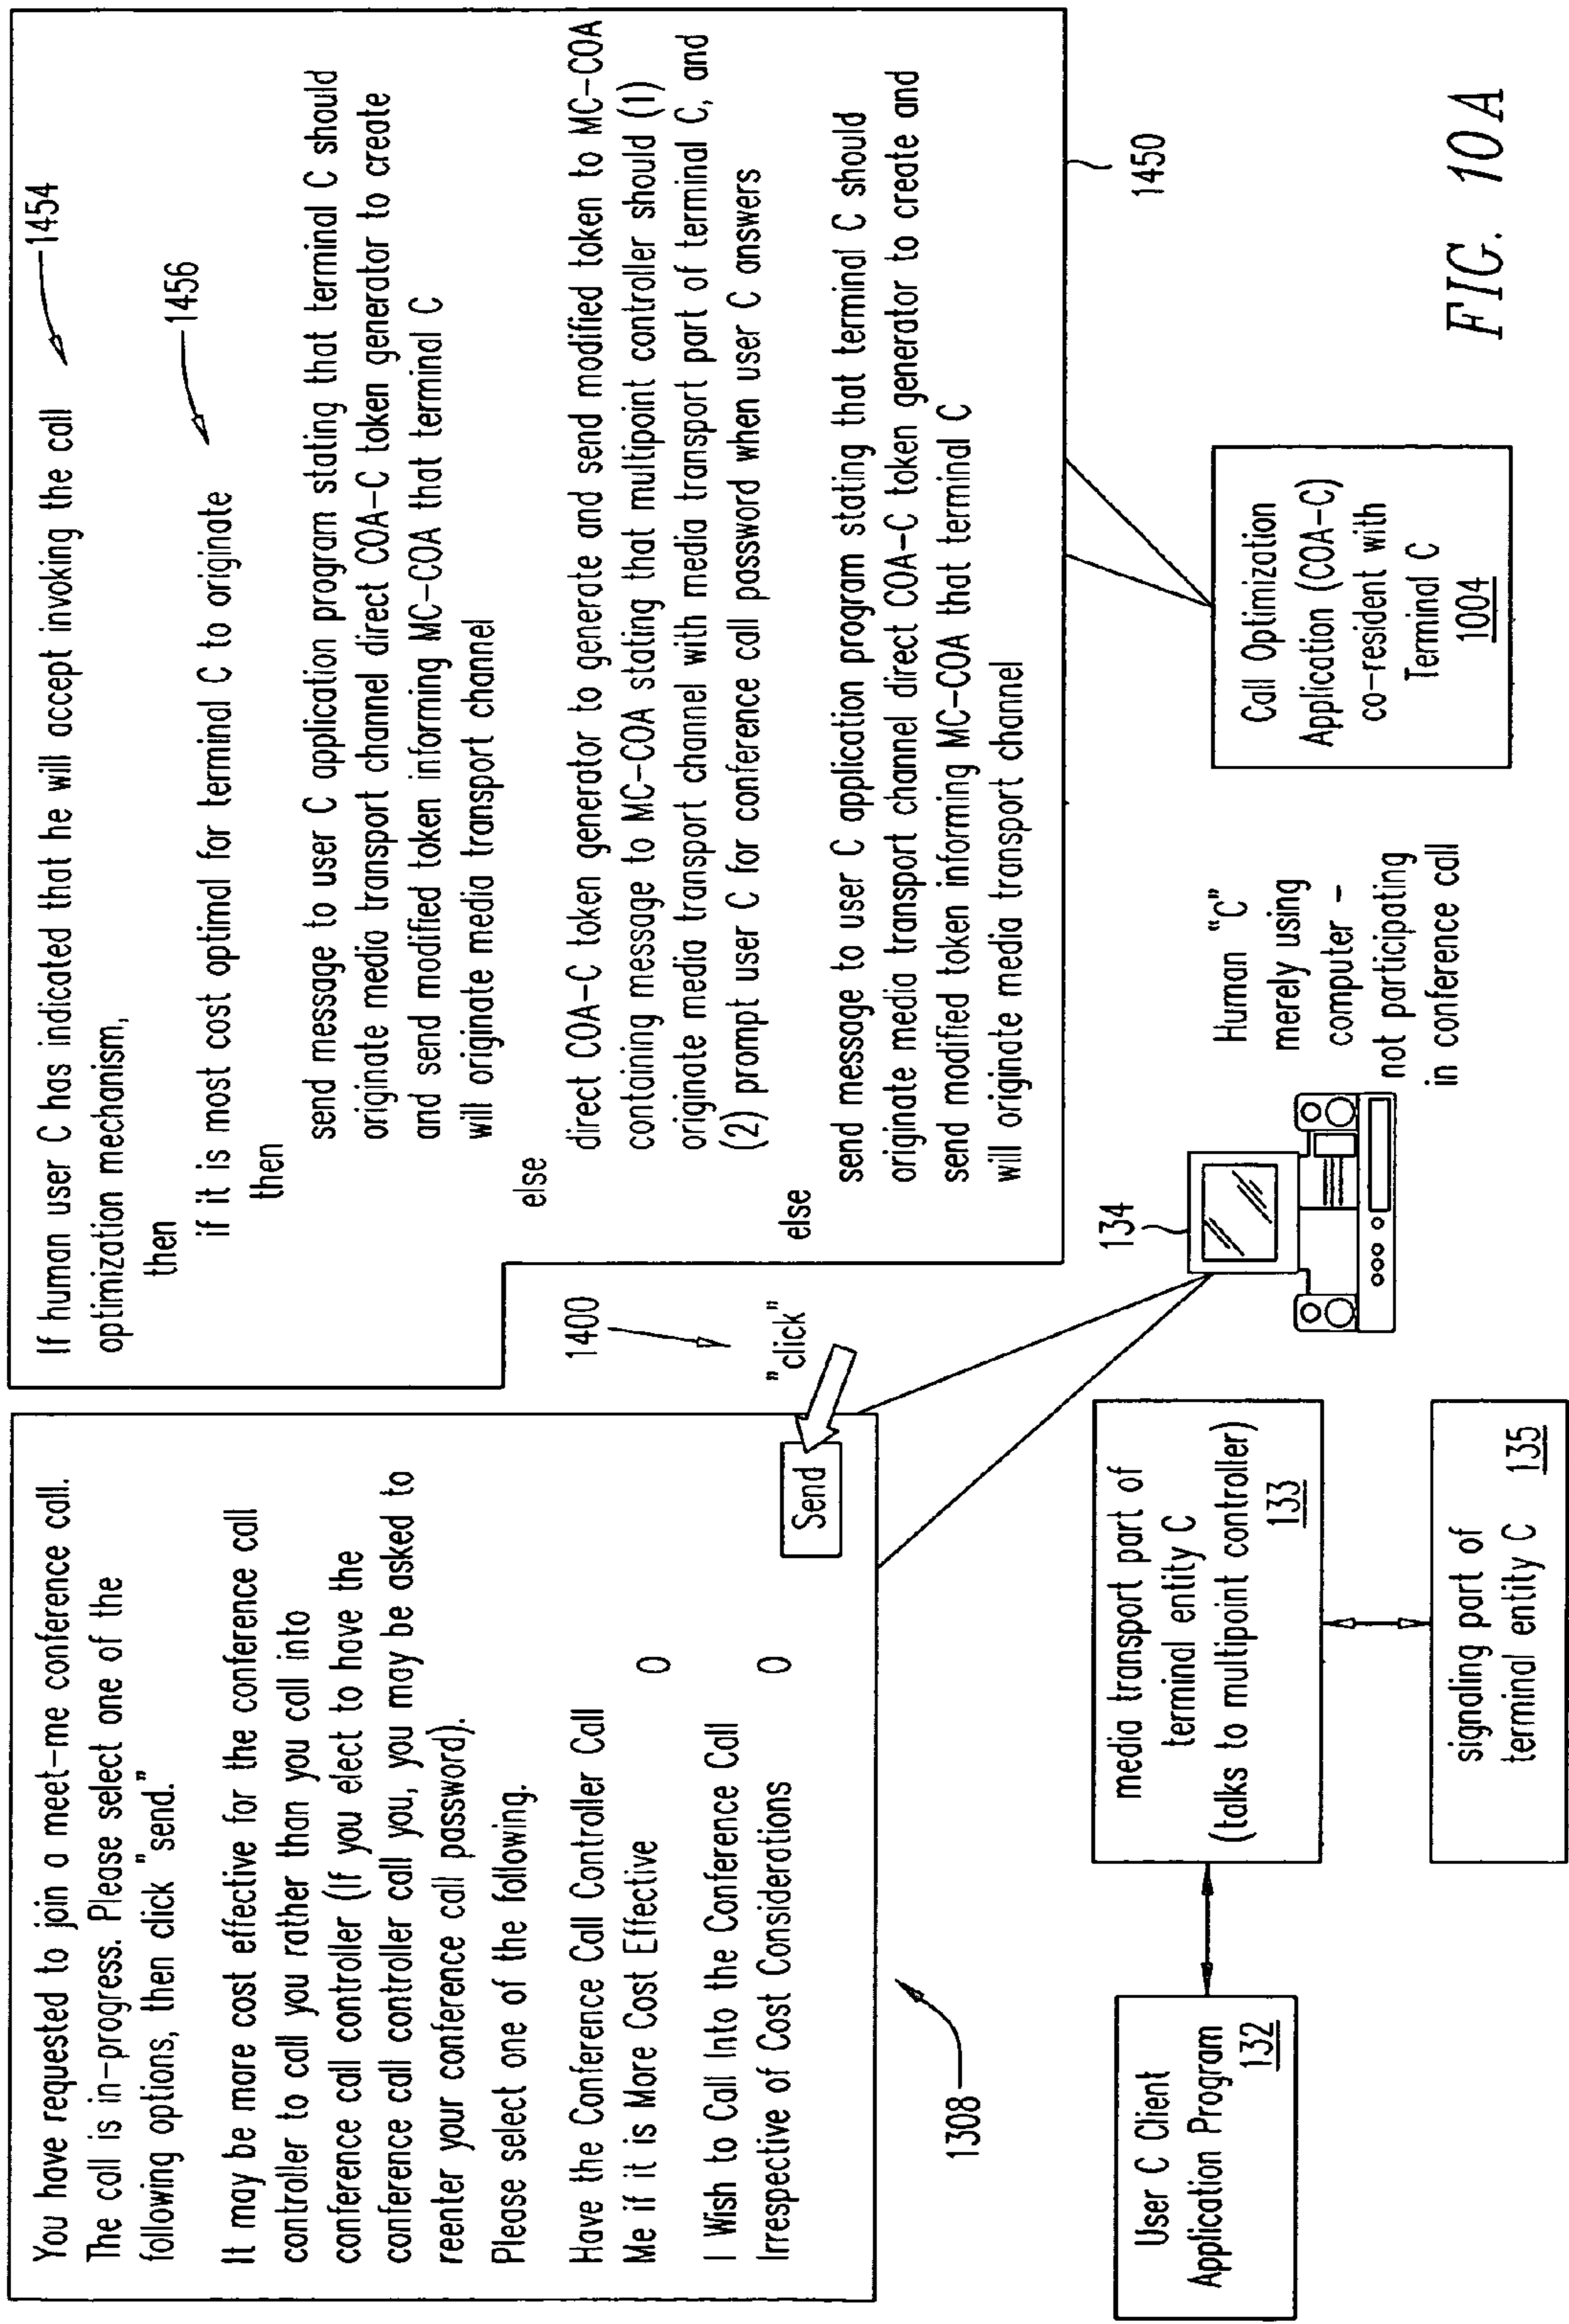 You have requested to join a meet-me conference call.
The call is in-progress. Please select one of the
following options, then click "send."
It may be more cost effective for the conference call
controller to call you rather than you call into
conference call controller (If you elect to have the
conference call controller call you, you may be asked to
reenter your conference call password).
Please select one of the following.
Have the Conference Call Controller Call
Me if it is More Cost Effective O
I Wish to Call Into the Conference Call
Irrespective of Cost Considerations O
Send
"click"
1400
1308
If human user C has indicated that he will accept invoking the call
optimization mechanism,
1454
then
if it is most cost optimal for terminal C to originate
1456
then
send message to user C application program stating that terminal C should
originate media transport channel direct COA-C token generator to create
and send modified token informing MC-COA that terminal C
will originate media transport channel
else
direct COA-C token generator to generate and send modified token to MC-COA
containing message to MC-COA stating that multipoint controller should (1)
originate media transport channel with media transport part of terminal C, and
(2) prompt user C for conference call password when user C answers
else
send message to user C application program stating that terminal C should
originate media transport channel direct COA-C token generator to create and
send modified token informing MC-COA that terminal C
will originate media transport channel
1450
User C Client
Application Program
132
media transport part of
terminal entity C
(talks to multipoint controller)
133
signaling part of
terminal entity C 135
134
Human "C"
merely using
computer -
not participating
in conference call
Call Optimization
Application (COA-C)
co-resident with
Terminal C
1004
FIG. 10A